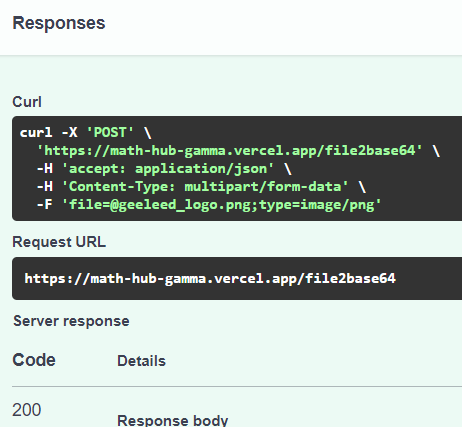 Responses
Curl
curl -X 'POST' \
'https://math-hub-gamma.vercel.app/file2base64' \
-H 'accept: application/json' \
-H 'Content-Type: multipart/form-data' \
-F 'file=@geeleed_logo.png;type=image/png'
Request URL
https://math-hub-gamma.vercel.app/file2base64
Server response
Code Details
200
Response body